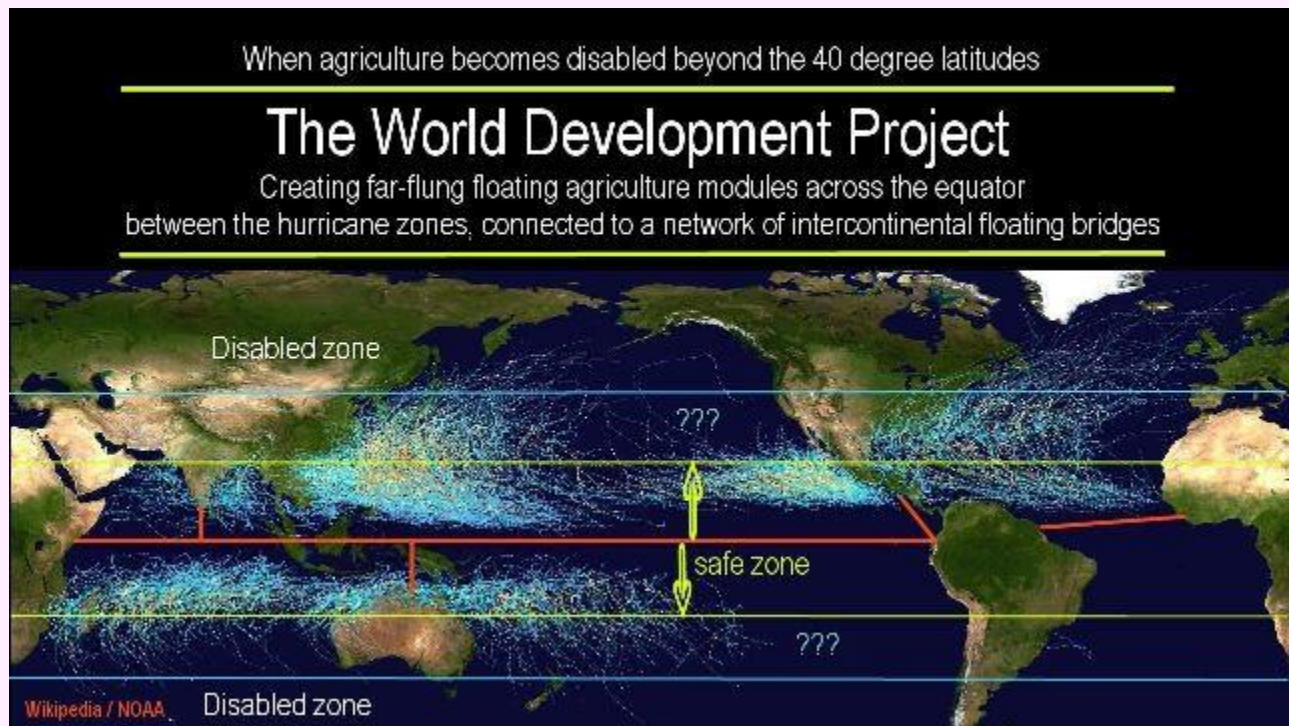 When agriculture becomes disabled beyond the 40 degree latitudes
The World Development Project
Creating far-flung floating agriculture modules across the equator
between the hurricane zones, connected to a network of intercontinental floating bridges
Disabled zone
???
safe zone
???
Wikipedia / NOAA
Disabled zone